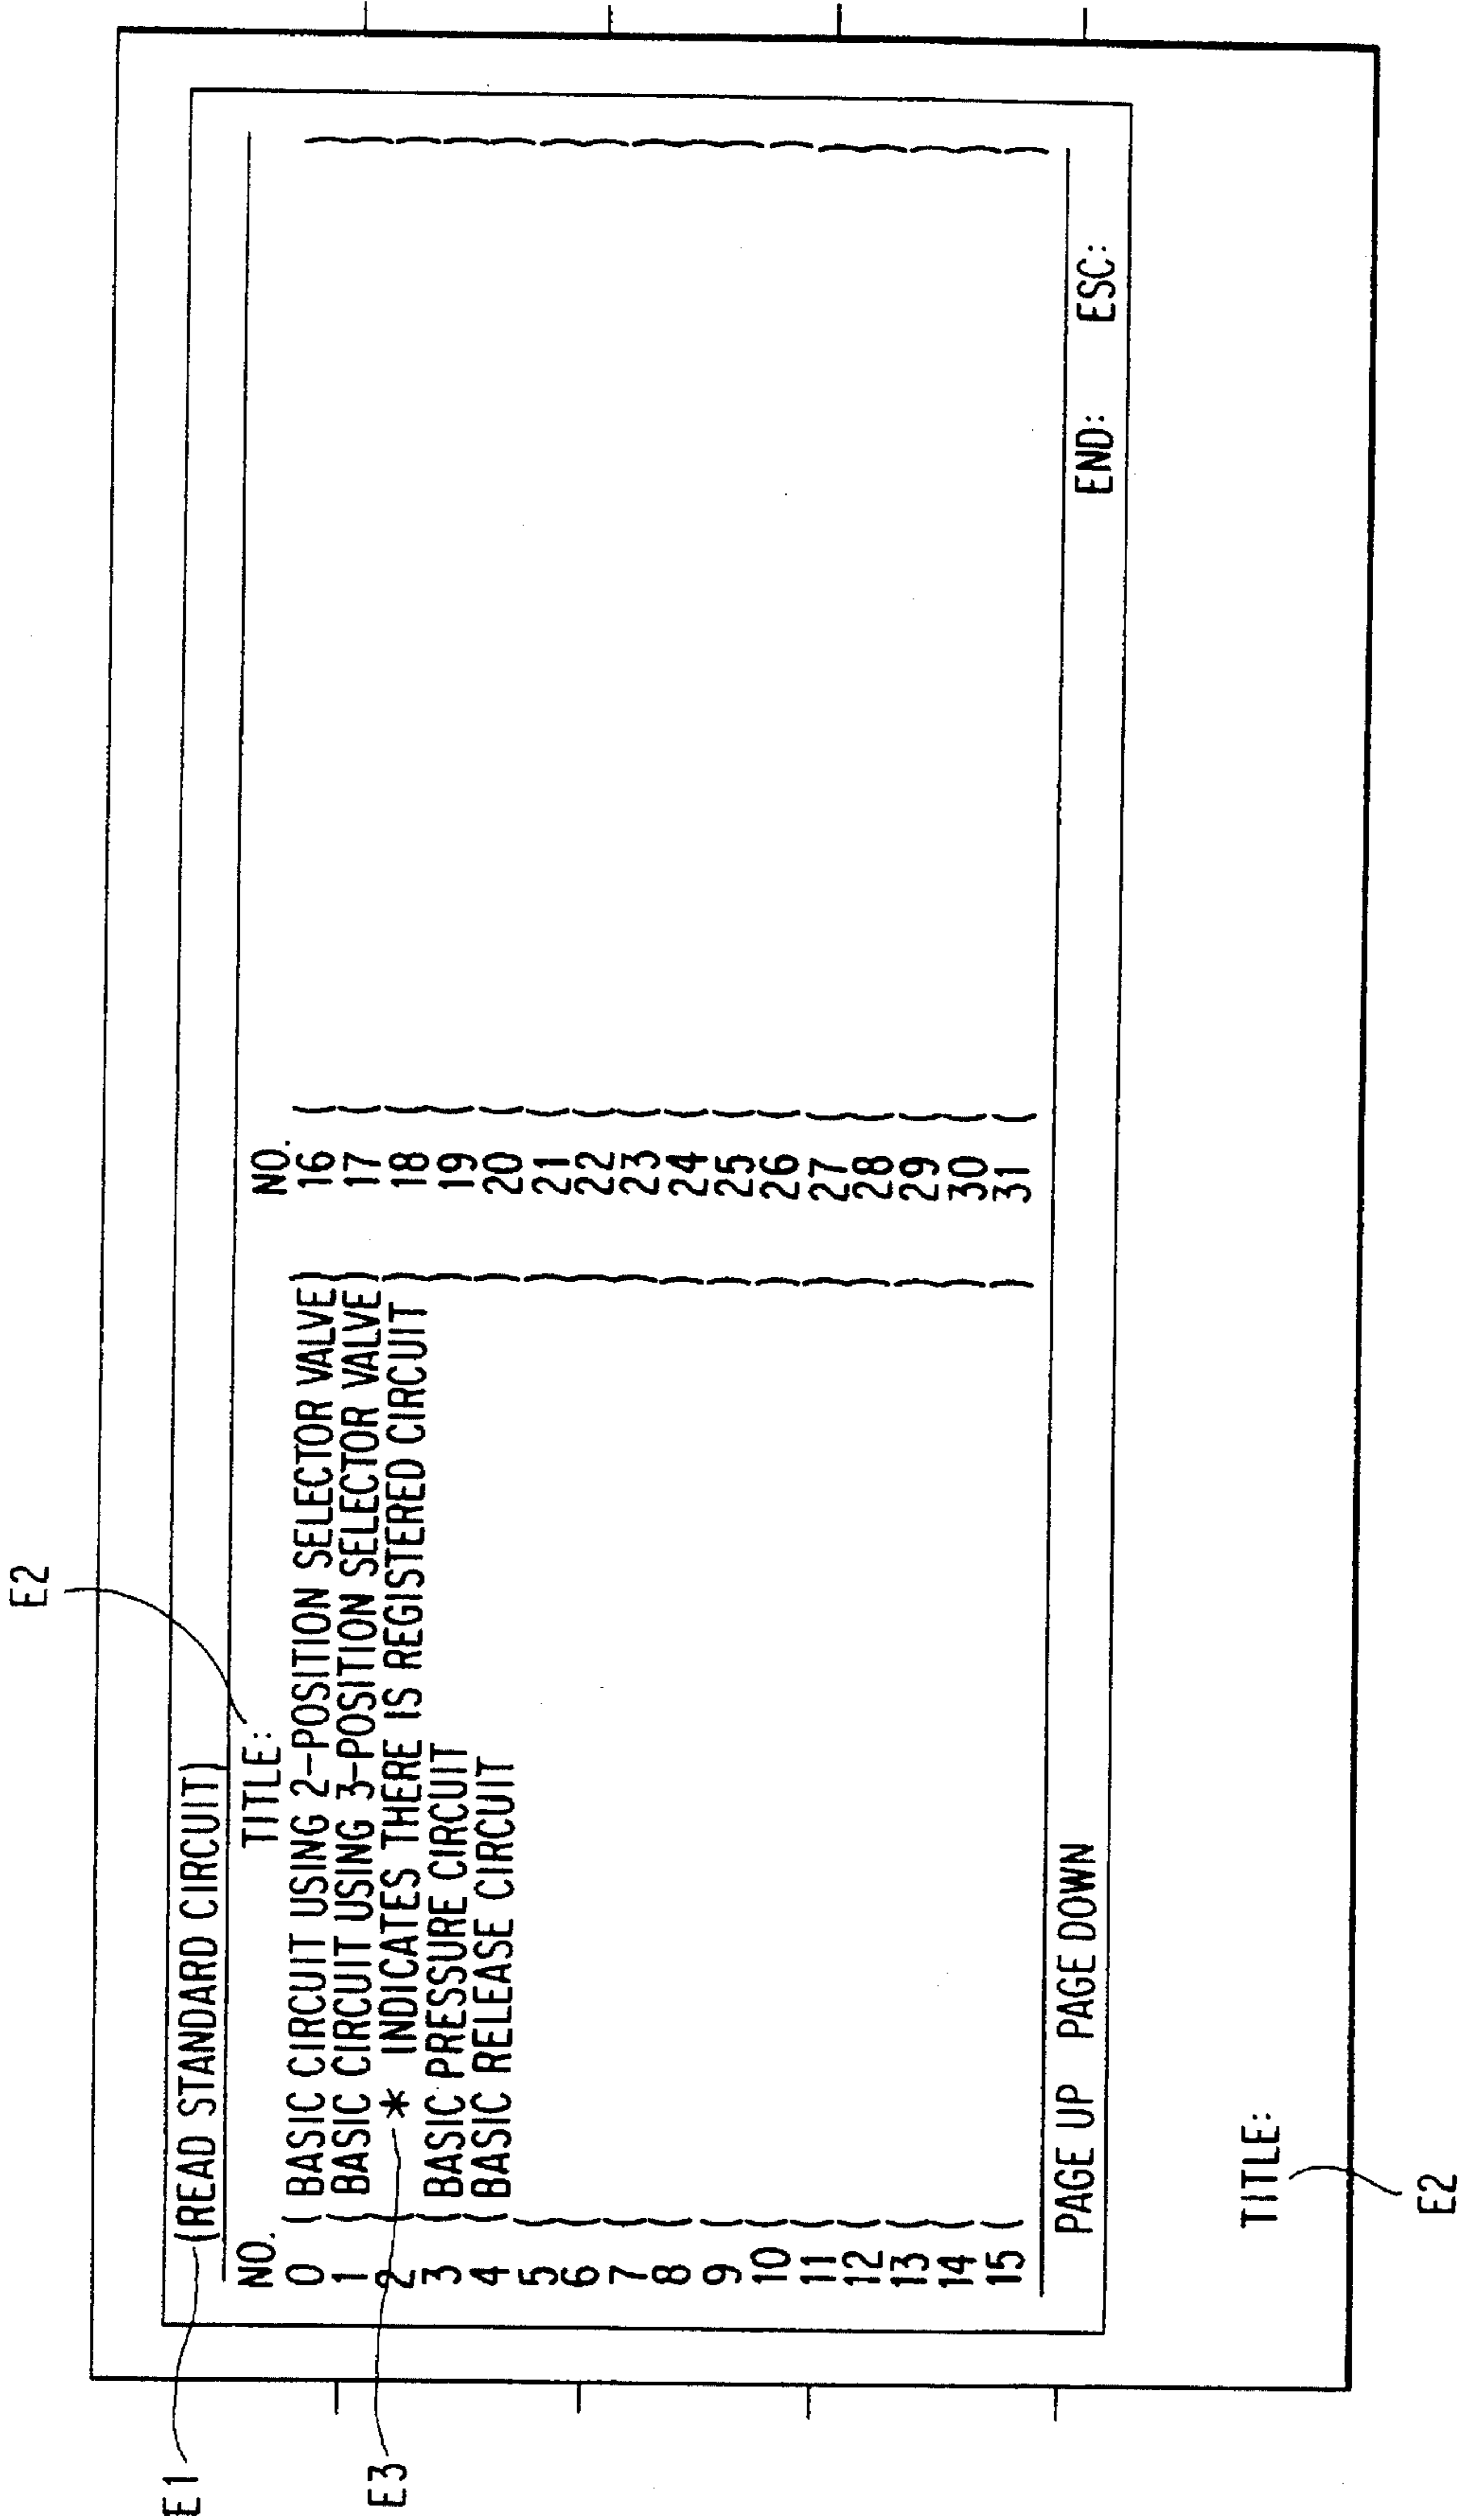 E2
(READ STANDARD CIRCUIT)
E1
TITLE:
NO.
0 (BASIC CIRCUIT USING 2-POSITION SELECTOR VALVE)
1 (BASIC CIRCUIT USING 3-POSITION SELECTOR VALVE)
2 ( * INDICATES THERE IS REGISTERED CIRCUIT )
3 (BASIC PRESSURE CIRCUIT )
4 (BASIC RELEASE CIRCUIT )
5 ( )
6 ( )
7 ( )
8 ( )
9 ( )
10 ( )
11 ( )
12 ( )
13 ( )
14 ( )
15 ( )
NO.
16 ( )
17 ( )
18 ( )
19 ( )
20 ( )
21 ( )
22 ( )
23 ( )
24 ( )
25 ( )
26 ( )
27 ( )
28 ( )
29 ( )
30 ( )
31 ( )
E3
PAGE UP PAGE DOWN END: ESC:
TITLE:
E2